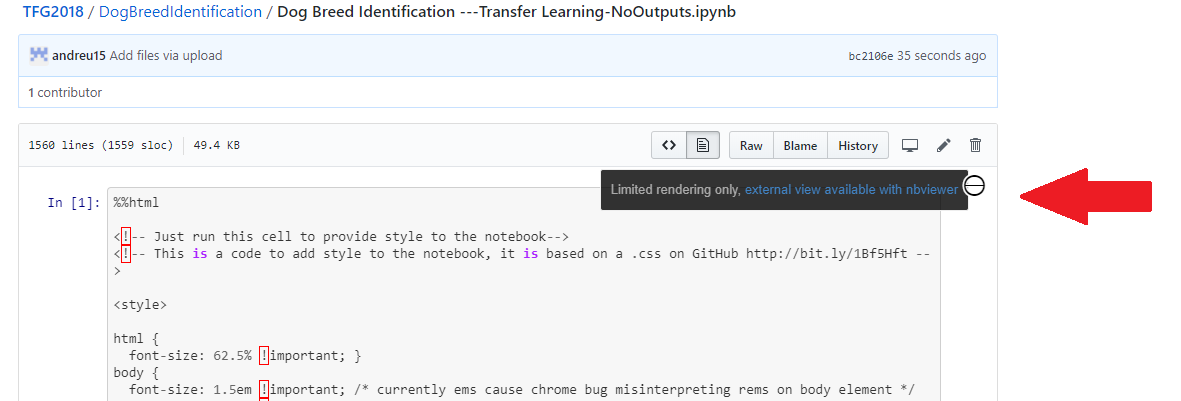 TFG2018 / DogBreedIdentification / Dog Breed Identification ---Transfer Learning-NoOutputs.ipynb
andreu15 Add files via upload bc2106e 35 seconds ago
1 contributor
1560 lines (1559 sloc) 49.4 KB <> Raw Blame History
Limited rendering only, external view available with nbviewer
In [1]: %%html
<!-- Just run this cell to provide style to the notebook-->
<!-- This is a code to add style to the notebook, it is based on a .css on GitHub http://bit.ly/1Bf5Hft --
>
<style>
html {
font-size: 62.5% !important; }
body {
font-size: 1.5em !important; /* currently ems cause chrome bug misinterpreting rems on body element */